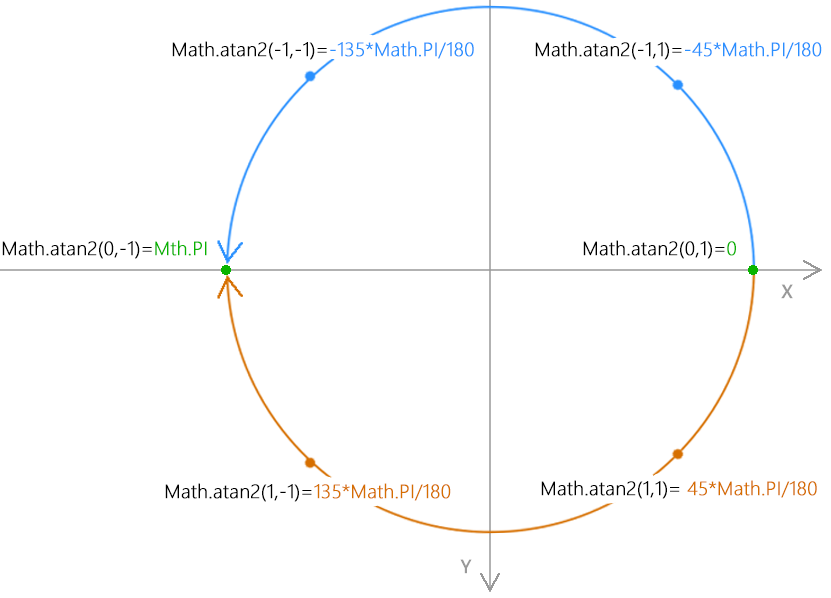 Math.atan2(-1,-1)=-135*Math.PI/180
Math.atan2(-1,1)=-45*Math.PI/180
Math.atan2(0,-1)=Mth.PI
Math.atan2(0,1)=0
X
Math.atan2(1,-1)=135*Math.PI/180
Math.atan2(1,1)= 45*Math.PI/180
Y